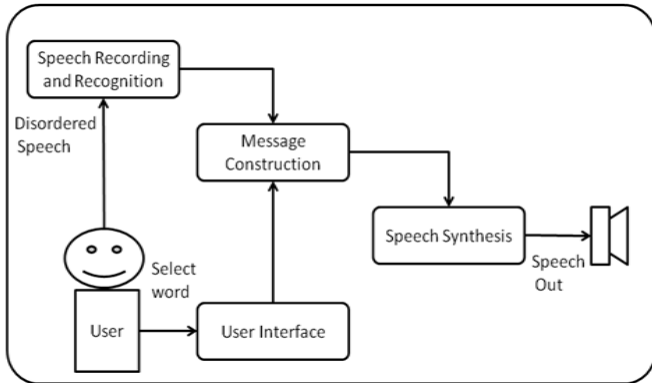 Speech Recording
and Recognition
Disordered
Speech
Message
Construction
Speech Synthesis
Speech
Out
Select
word
User
User Interface